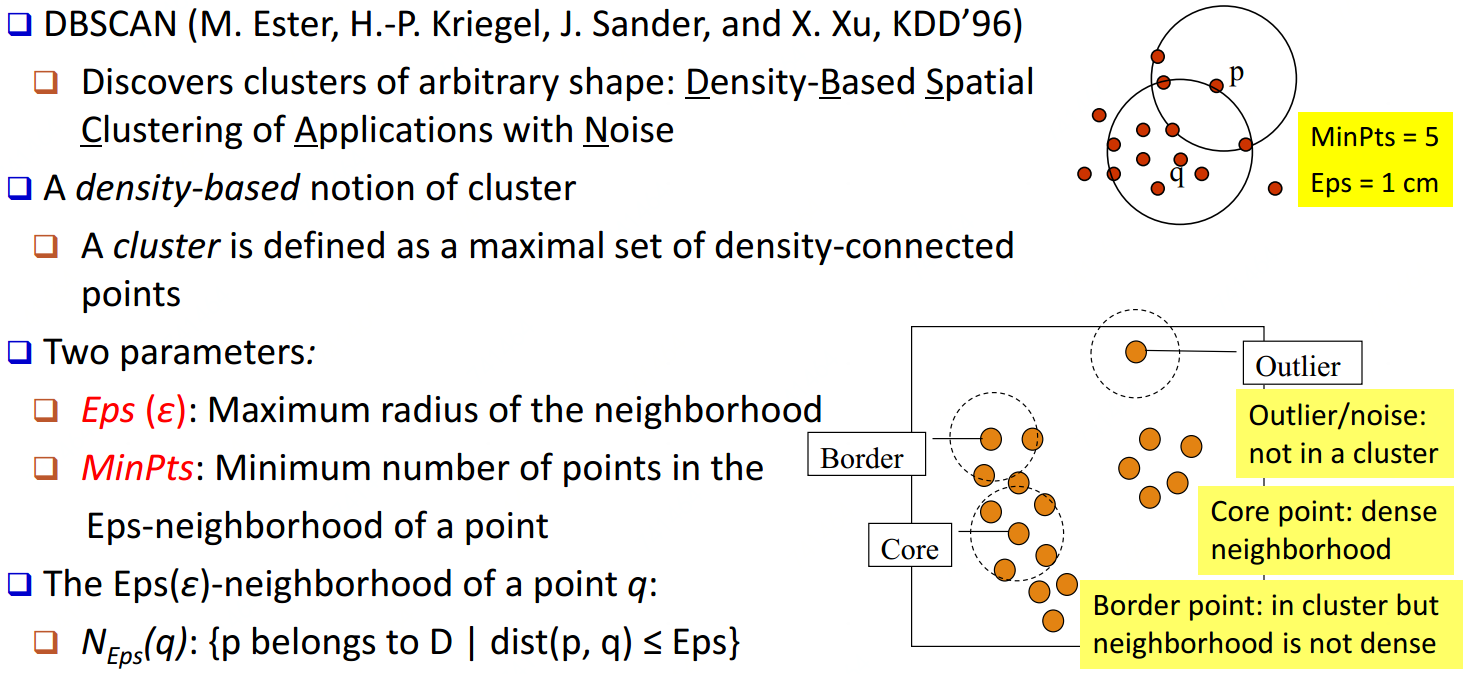 ❑ DBSCAN (M. Ester, H.-P. Kriegel, J. Sander, and X. Xu, KDD’96)
❑ Discovers clusters of arbitrary shape: Density-Based Spatial
Clustering of Applications with Noise
❑ A density-based notion of cluster
❑ A cluster is defined as a maximal set of density-connected
points
❑ Two parameters:
❑ Eps (ε): Maximum radius of the neighborhood
❑ MinPts: Minimum number of points in the
Eps-neighborhood of a point
❑ The Eps(ε)-neighborhood of a point q:
❑ N_Eps(q): {p belongs to D | dist(p, q) ≤ Eps}
p
q
MinPts = 5
Eps = 1 cm
Outlier
Border
Core
Outlier/noise:
not in a cluster
Core point: dense
neighborhood
Border point: in cluster but
neighborhood is not dense